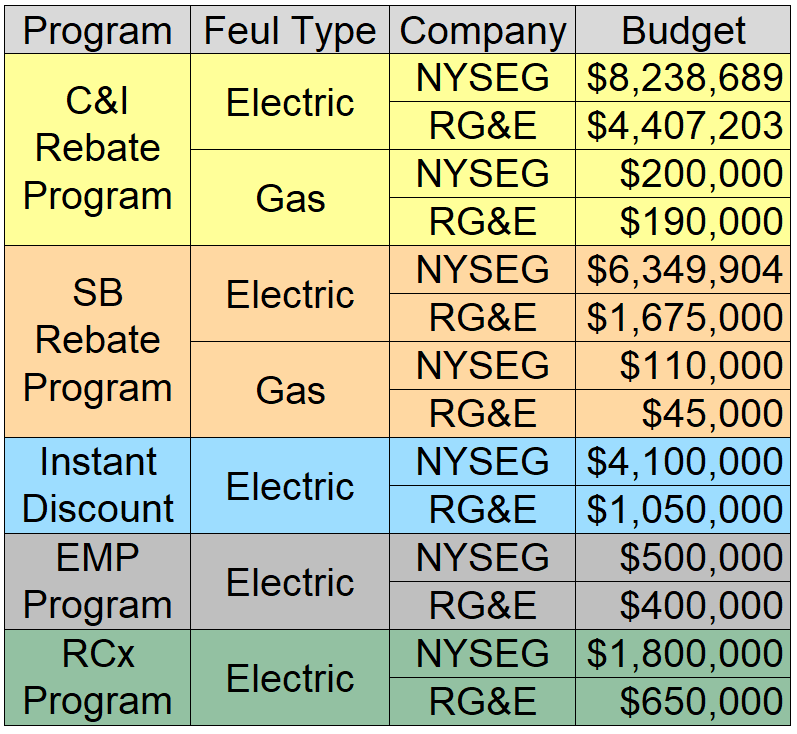 Program Feul Type Company Budget
C&I
Rebate
Program
Electric
NYSEG $8,238,689
RG&E $4,407,203
Gas
NYSEG $200,000
RG&E $190,000
SB
Rebate
Program
Electric
NYSEG $6,349,904
RG&E $1,675,000
Gas
NYSEG $110,000
RG&E $45,000
Instant
Discount
Electric
NYSEG $4,100,000
RG&E $1,050,000
EMP
Program
Electric
NYSEG $500,000
RG&E $400,000
RCx
Program
Electric
NYSEG $1,800,000
RG&E $650,000